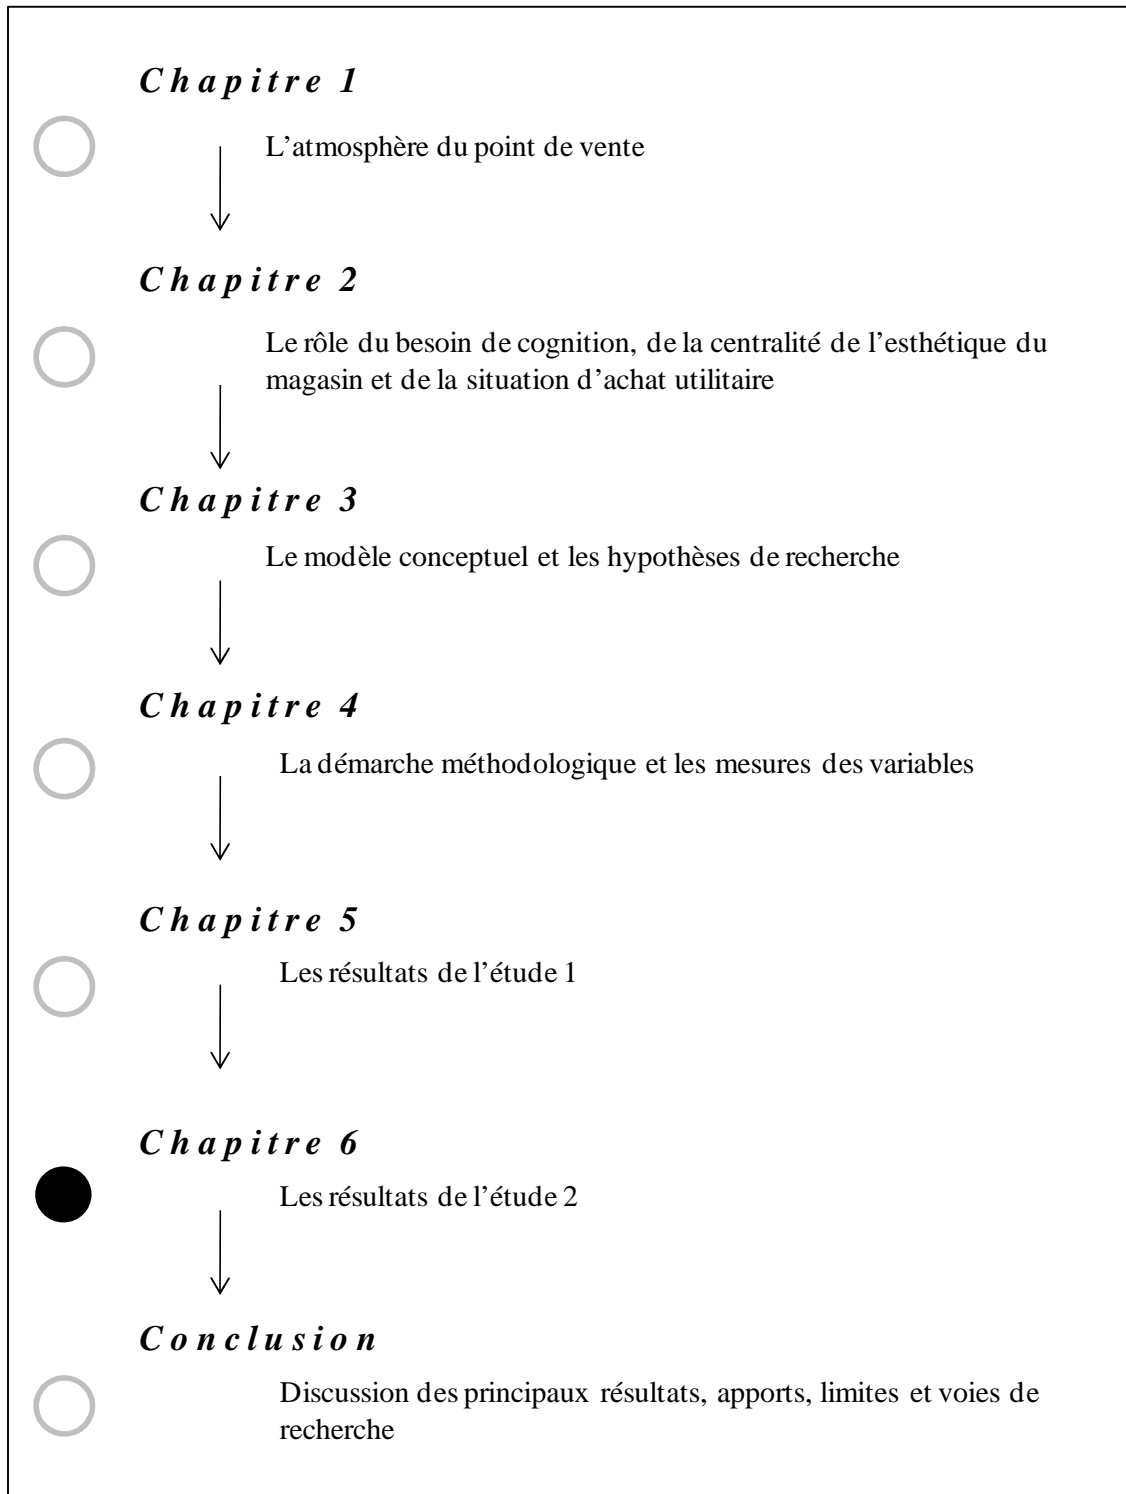 Chapitre 1
L’atmosphère du point de vente
Chapitre 2
Le rôle du besoin de cognition, de la centralité de l’esthétique du
magasin et de la situation d’achat utilitaire
Chapitre 3
Le modèle conceptuel et les hypothèses de recherche
Chapitre 4
La démarche méthodologique et les mesures des variables
Chapitre 5
Les résultats de l’étude 1
Chapitre 6
Les résultats de l’étude 2
Conclusion
Discussion des principaux résultats, apports, limites et voies de
recherche